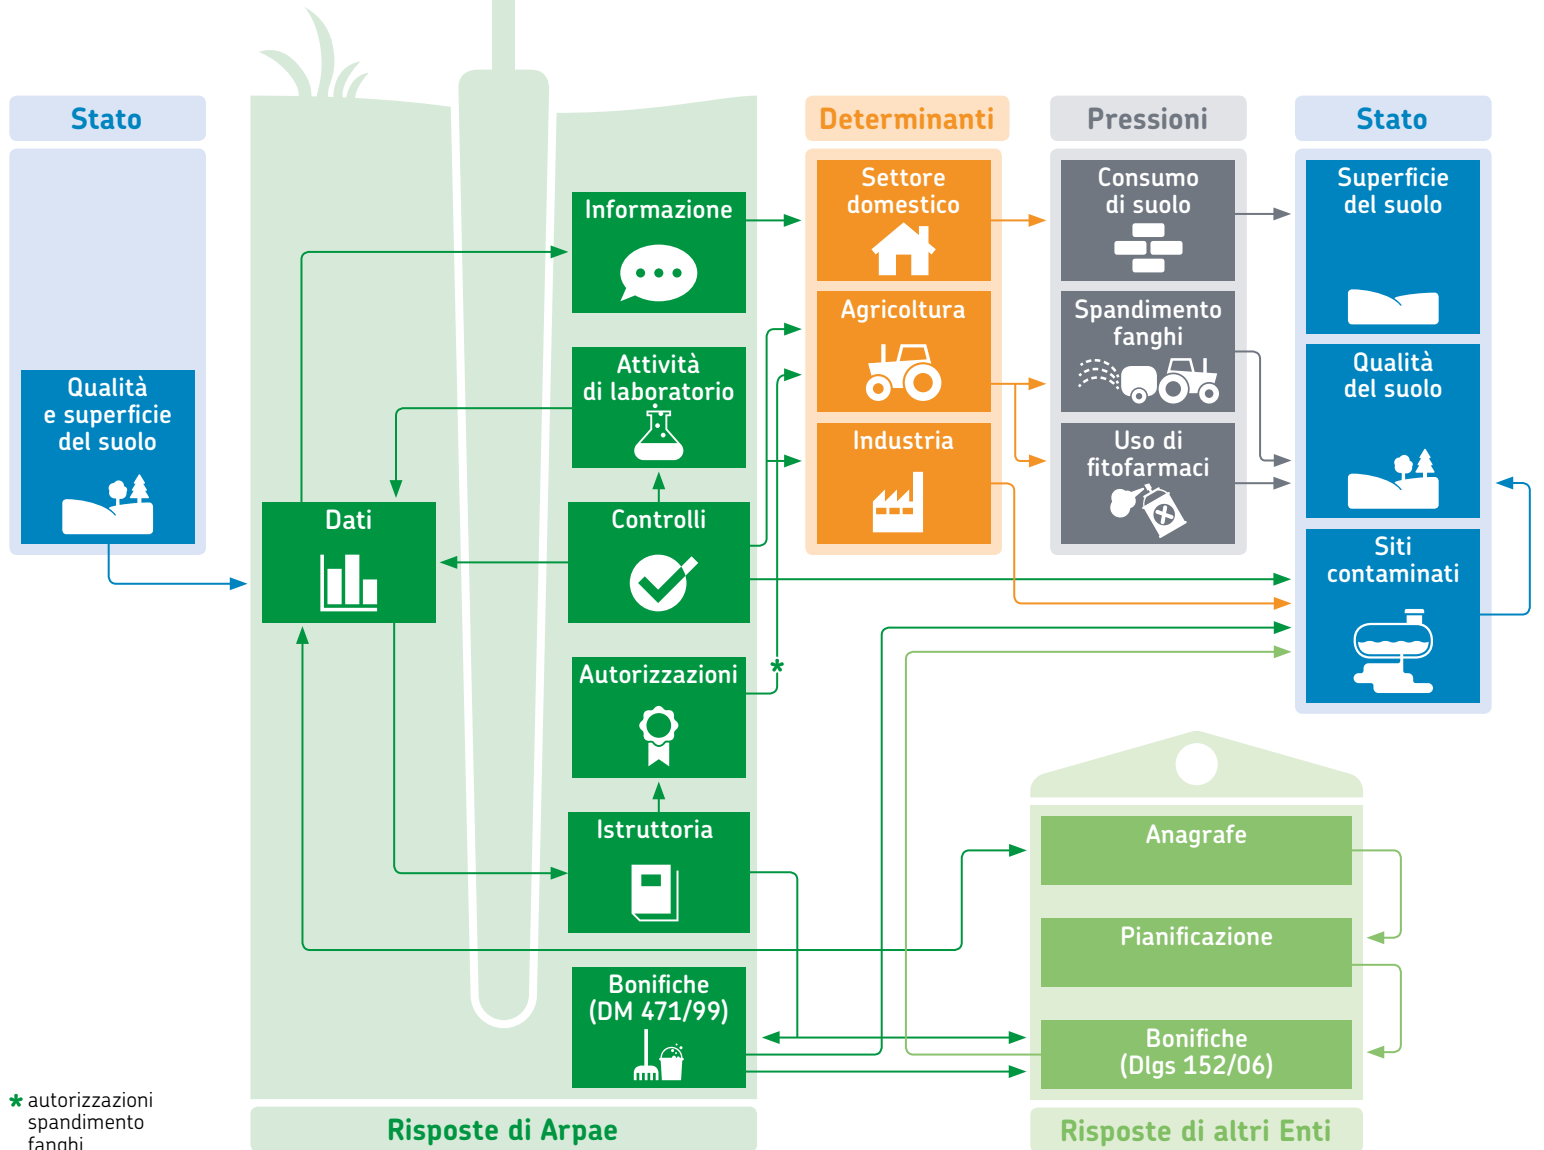 Stato
Qualità
e superficie
del suolo
Informazione
Attività
di laboratorio
Dati
Controlli
Autorizzazioni
*
Istruttoria
Bonifiche
(DM 471/99)
Risposte di Arpae
Determinanti
Settore
domestico
Agricoltura
Industria
Pressioni
Consumo
di suolo
Spandimento
fanghi
Uso di
fitofarmaci
Stato
Superficie
del suolo
Qualità
del suolo
Siti
contaminati
Anagrafe
Pianificazione
Bonifiche
(Dlgs 152/06)
Risposte di altri Enti
* autorizzazioni
spandimento
fanghi